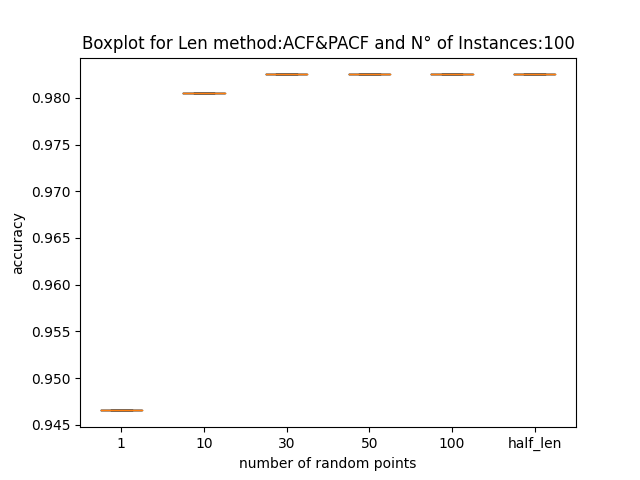 Boxplot for Len method:ACF&PACF and N° of Instances:100
0.980
0.975
0.970
0.965
0.960
0.955
0.950
0.945
accuracy
1 10 30 50 100 half_len
number of random points